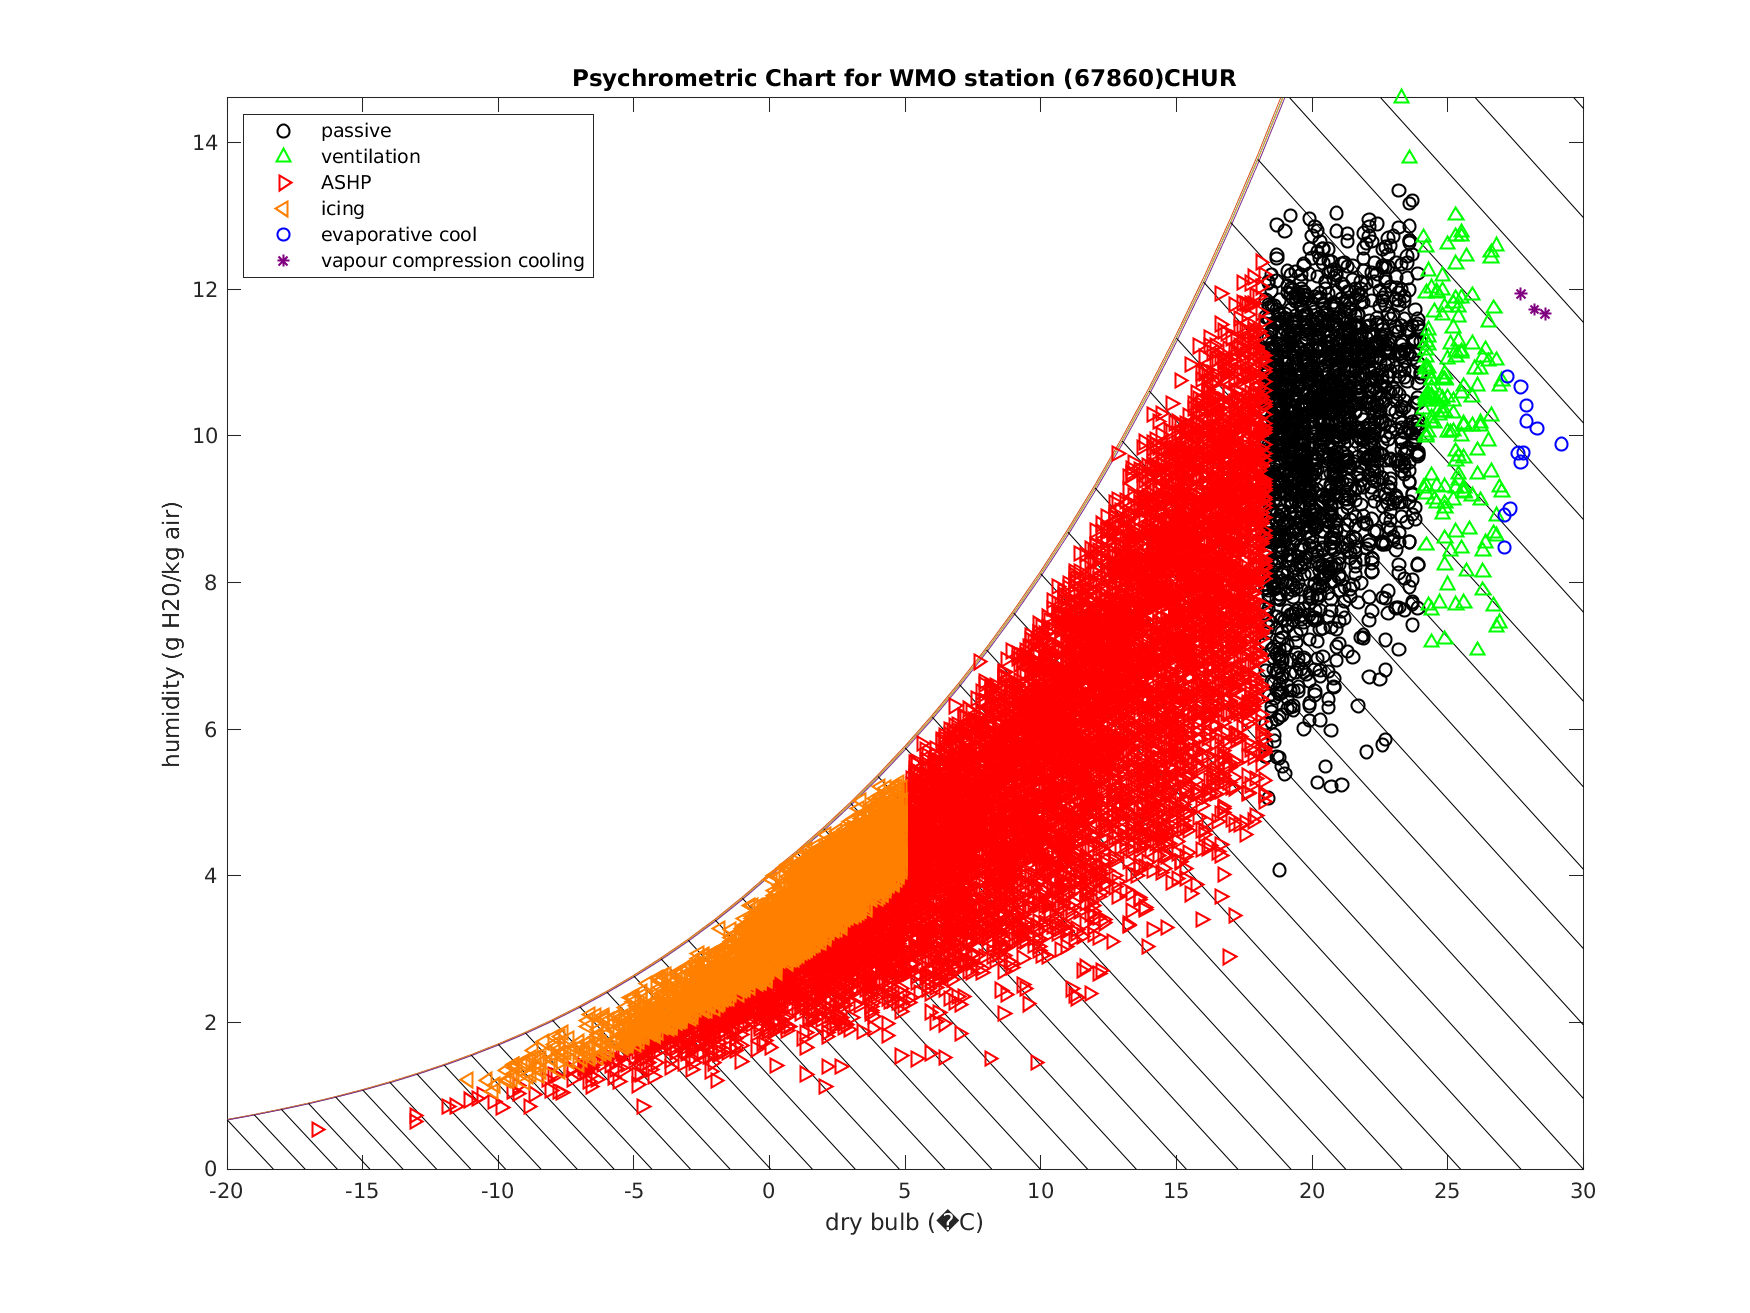 Psychrometric Chart for WMO station (67860)CHUR
passive
ventilation
ASHP
icing
evaporative cool
vapour compression cooling
14
12
10
8
6
4
2
0
humidity (g H20/kg air)
-20 -15 -10 -5 0 5 10 15 20 25 30
dry bulb (�C)